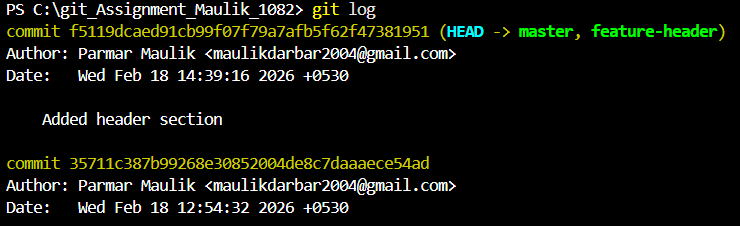 PS C:\git_Assignment_Maulik_1082> git log
commit f5119dcaed91cb99f07f79a7afb5f62f47381951 (HEAD -> master, feature-header)
Author: Parmar Maulik <maulikdarbar2004@gmail.com>
Date:   Wed Feb 18 14:39:16 2026 +0530
    Added header section
commit 35711c387b99268e30852004de8c7daaaece54ad
Author: Parmar Maulik <maulikdarbar2004@gmail.com>
Date:   Wed Feb 18 12:54:32 2026 +0530